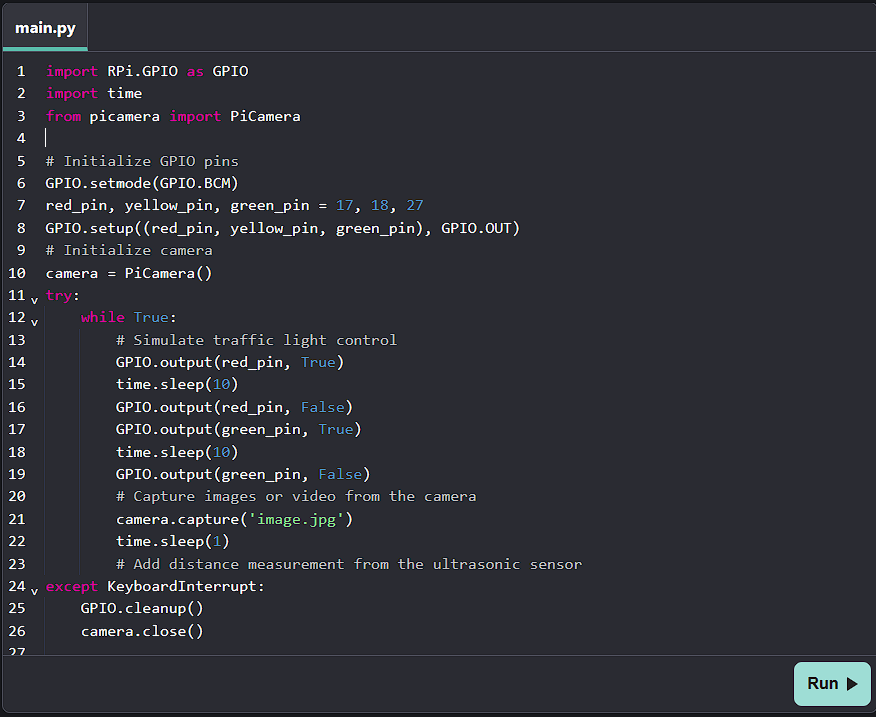 main.py
1 import RPi.GPIO as GPIO
2 import time
3 from picamera import PiCamera
4
5 # Initialize GPIO pins
6 GPIO.setmode(GPIO.BCM)
7 red_pin, yellow_pin, green_pin = 17, 18, 27
8 GPIO.setup((red_pin, yellow_pin, green_pin), GPIO.OUT)
9 # Initialize camera
10 camera = PiCamera()
11 try:
12     while True:
13         # Simulate traffic light control
14         GPIO.output(red_pin, True)
15         time.sleep(10)
16         GPIO.output(red_pin, False)
17         GPIO.output(green_pin, True)
18         time.sleep(10)
19         GPIO.output(green_pin, False)
20         # Capture images or video from the camera
21         camera.capture('image.jpg')
22         time.sleep(1)
23         # Add distance measurement from the ultrasonic sensor
24 except KeyboardInterrupt:
25     GPIO.cleanup()
26     camera.close()
27
Run